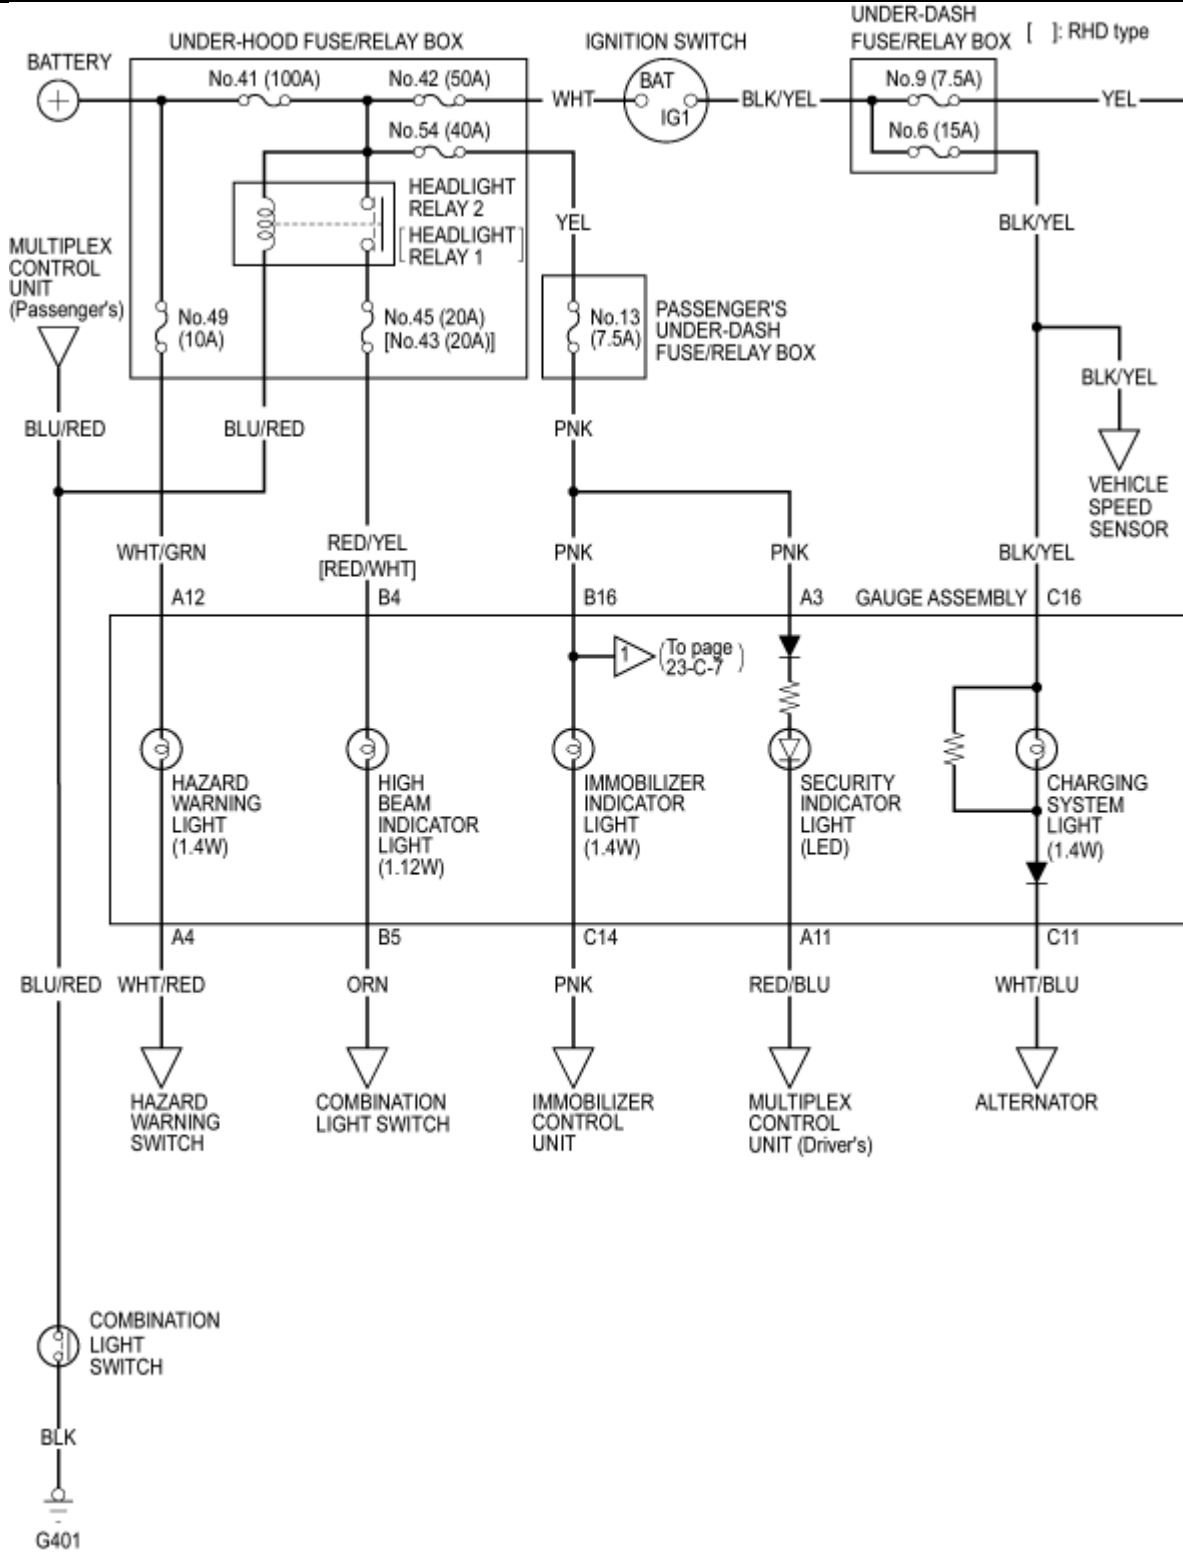 UNDER-DASH
FUSE/RELAY BOX
[ ]: RHD type
UNDER-HOOD FUSE/RELAY BOX
IGNITION SWITCH
BATTERY
No.41 (100A)
No.42 (50A)
BAT
No.9 (7.5A)
WHT
BLK/YEL
YEL
IG1
No.54 (40A)
No.6 (15A)
HEADLIGHT
RELAY 2
[HEADLIGHT
RELAY 1]
YEL
BLK/YEL
MULTIPLEX
CONTROL
UNIT
(Passenger's)
No.49
(10A)
No.45 (20A)
[No.43 (20A)]
No.13
(7.5A)
PASSENGER'S
UNDER-DASH
FUSE/RELAY BOX
BLK/YEL
BLU/RED
BLU/RED
PNK
VEHICLE
SPEED
SENSOR
WHT/GRN
RED/YEL
[RED/WHT]
PNK
PNK
BLK/YEL
A12
B4
B16
A3
GAUGE ASSEMBLY
C16
1
(To page
23-C-7)
HAZARD
WARNING
LIGHT
(1.4W)
HIGH
BEAM
INDICATOR
LIGHT
(1.12W)
IMMOBILIZER
INDICATOR
LIGHT
(1.4W)
SECURITY
INDICATOR
LIGHT
(LED)
CHARGING
SYSTEM
LIGHT
(1.4W)
A4
B5
C14
A11
C11
BLU/RED
WHT/RED
ORN
PNK
RED/BLU
WHT/BLU
HAZARD
WARNING
SWITCH
COMBINATION
LIGHT SWITCH
IMMOBILIZER
CONTROL
UNIT
MULTIPLEX
CONTROL
UNIT (Driver's)
ALTERNATOR
COMBINATION
LIGHT
SWITCH
BLK
G401